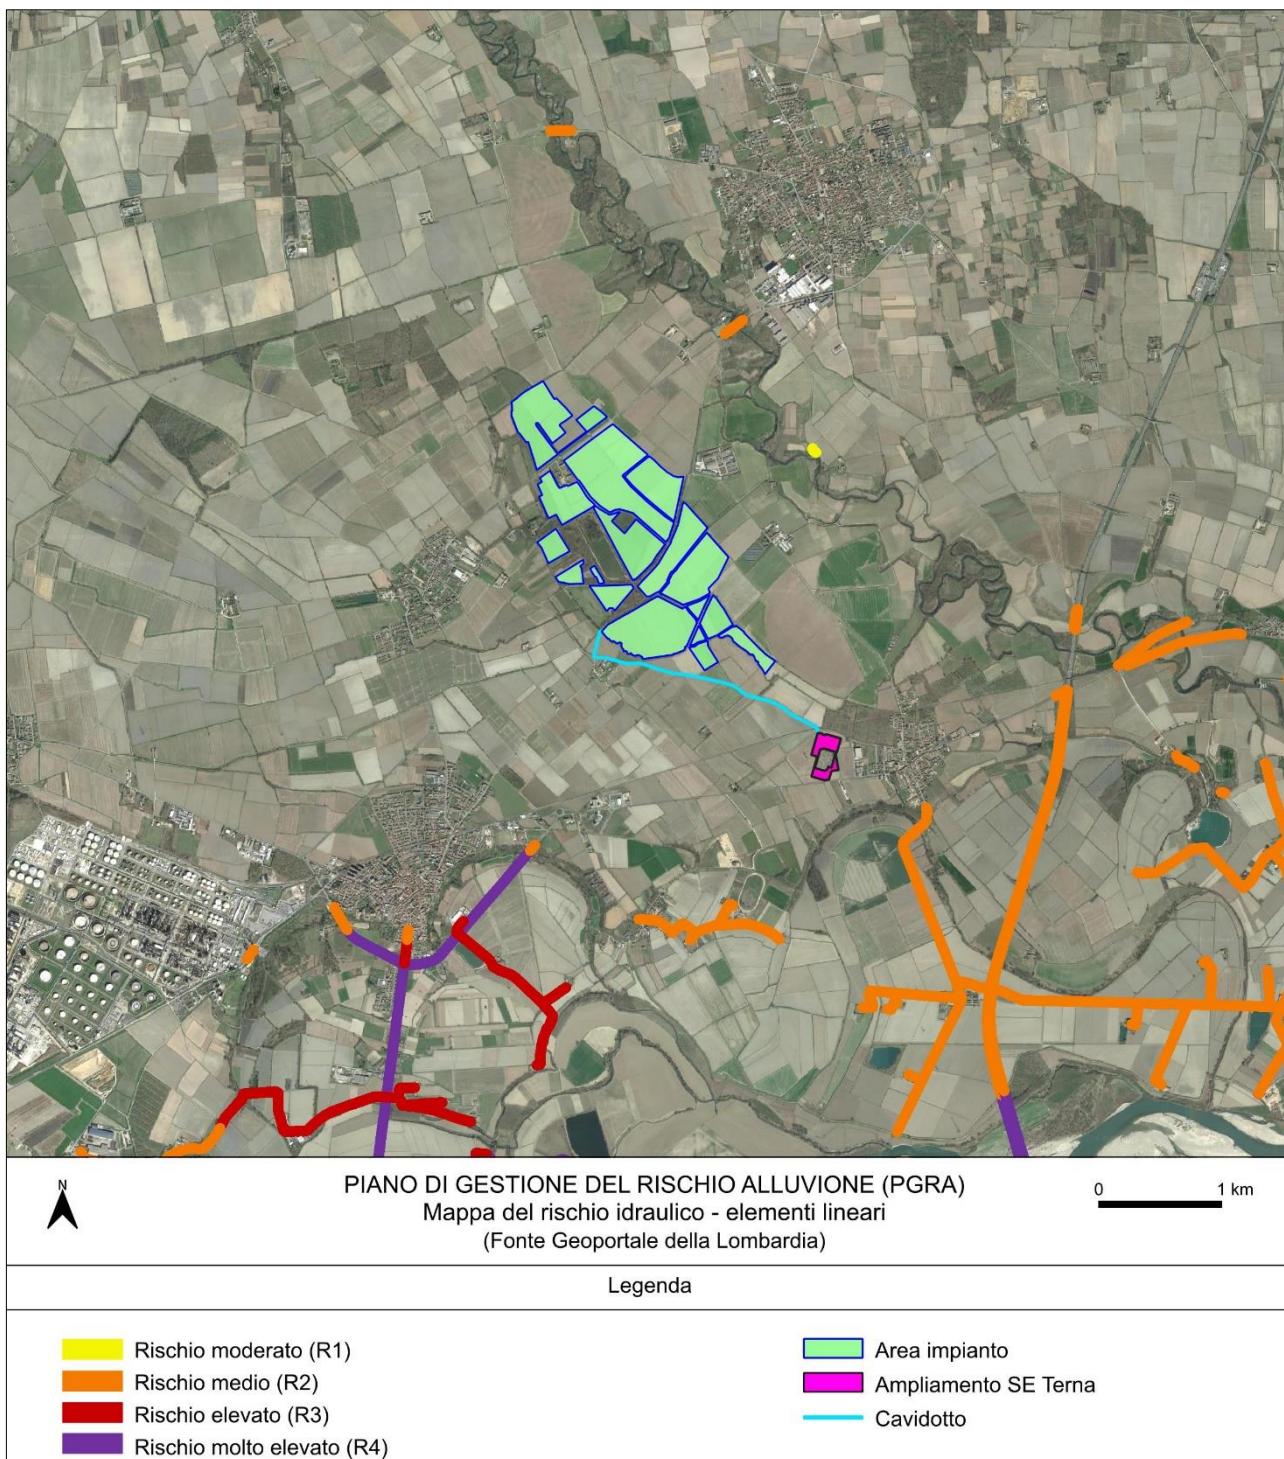 N
PIANO DI GESTIONE DEL RISCHIO ALLUVIONE (PGRA)
Mappa del rischio idraulico - elementi lineari
(Fonte Geoportale della Lombardia)
0 1 km
Legenda
Rischio moderato (R1)
Rischio medio (R2)
Rischio elevato (R3)
Rischio molto elevato (R4)
Area impianto
Ampliamento SE Terna
Cavidotto